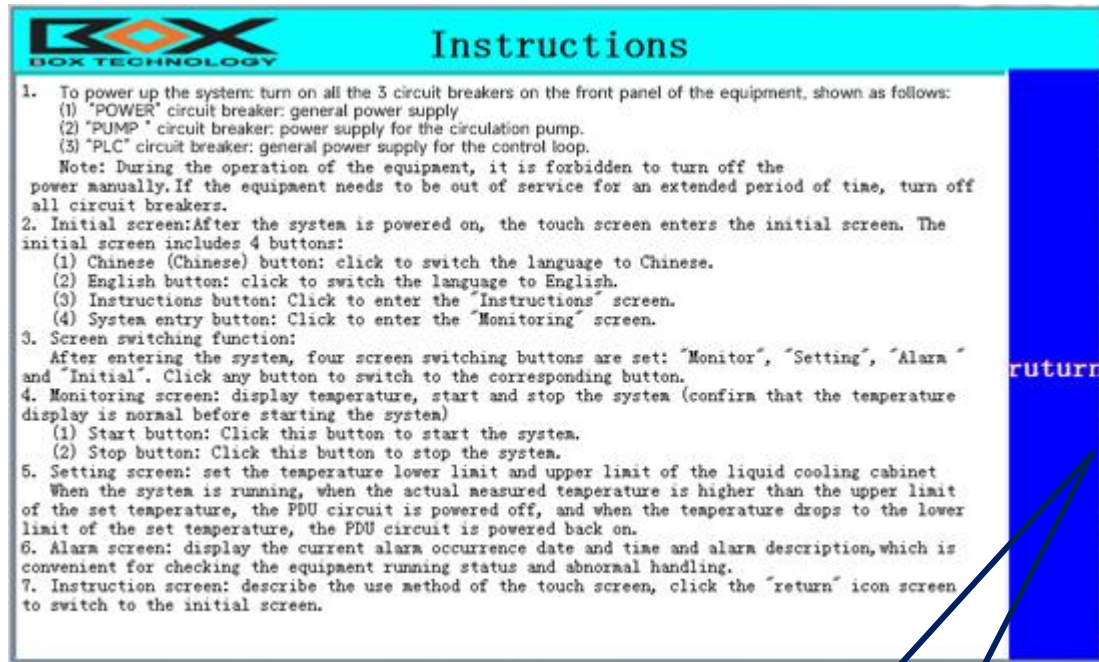 BOX
BOX TECHNOLOGY
Instructions
1. To power up the system: turn on all the 3 circuit breakers on the front panel of the equipment, shown as follows:
(1) "POWER" circuit breaker: general power supply
(2) "PUMP " circuit breaker: power supply for the circulation pump.
(3) "PLC" circuit breaker: general power supply for the control loop.
Note: During the operation of the equipment, it is forbidden to turn off the
power manually.If the equipment needs to be out of service for an extended period of time, turn off
all circuit breakers.
2. Initial screen:After the system is powered on, the touch screen enters the initial screen. The
initial screen includes 4 buttons:
(1) Chinese (Chinese) button: click to switch the language to Chinese.
(2) English button: click to switch the language to English.
(3) Instructions button: Click to enter the "Instructions" screen.
(4) System entry button: Click to enter the "Monitoring" screen.
3. Screen switching function:
After entering the system, four screen switching buttons are set: "Monitor", "Setting", "Alarm "
and "Initial". Click any button to switch to the corresponding button.
4. Monitoring screen: display temperature, start and stop the system (confirm that the temperature
display is normal before starting the system)
(1) Start button: Click this button to start the system.
(2) Stop button: Click this button to stop the system.
5. Setting screen: set the temperature lower limit and upper limit of the liquid cooling cabinet
When the system is running, when the actual measured temperature is higher than the upper limit
of the set temperature, the PDU circuit is powered off, and when the temperature drops to the lower
limit of the set temperature, the PDU circuit is powered back on.
6. Alarm screen: display the current alarm occurrence date and time and alarm description,which is
convenient for checking the equipment running status and abnormal handling.
7. Instruction screen: describe the use method of the touch screen, click the "return" icon screen
to switch to the initial screen.
ruturn